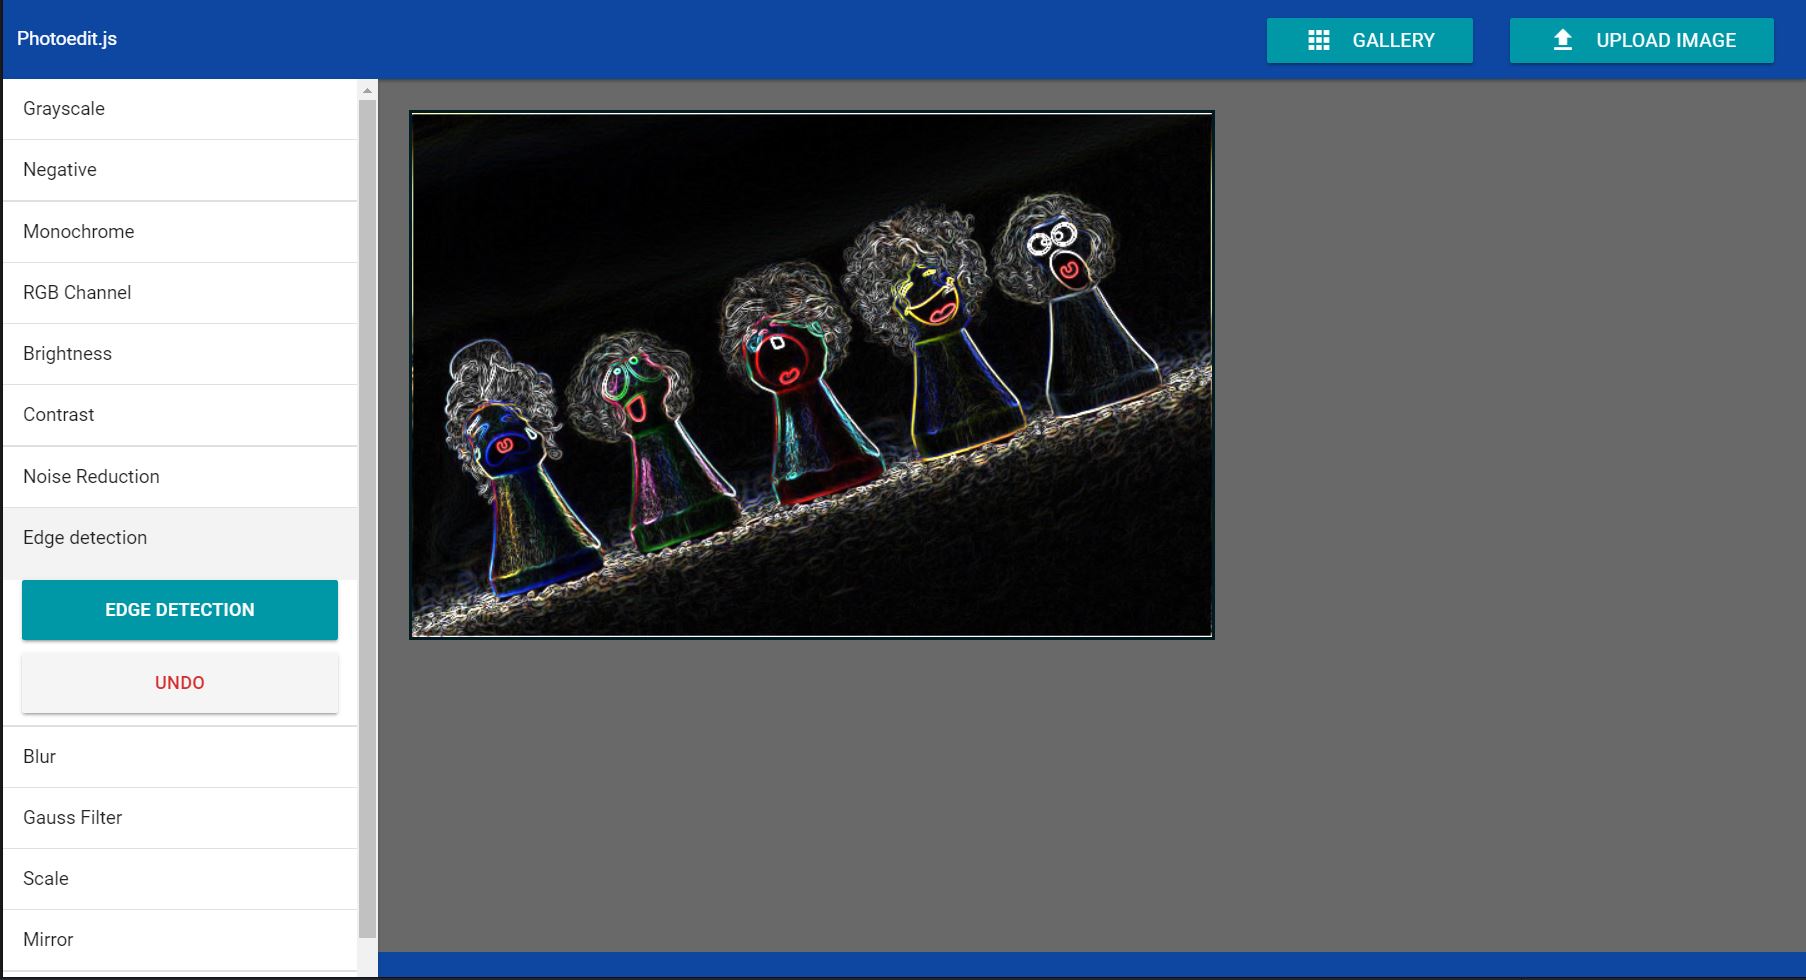 Photoedit.js
GALLERY
UPLOAD IMAGE
Grayscale
Negative
Monochrome
RGB Channel
Brightness
Contrast
Noise Reduction
Edge detection
EDGE DETECTION
UNDO
Blur
Gauss Filter
Scale
Mirror